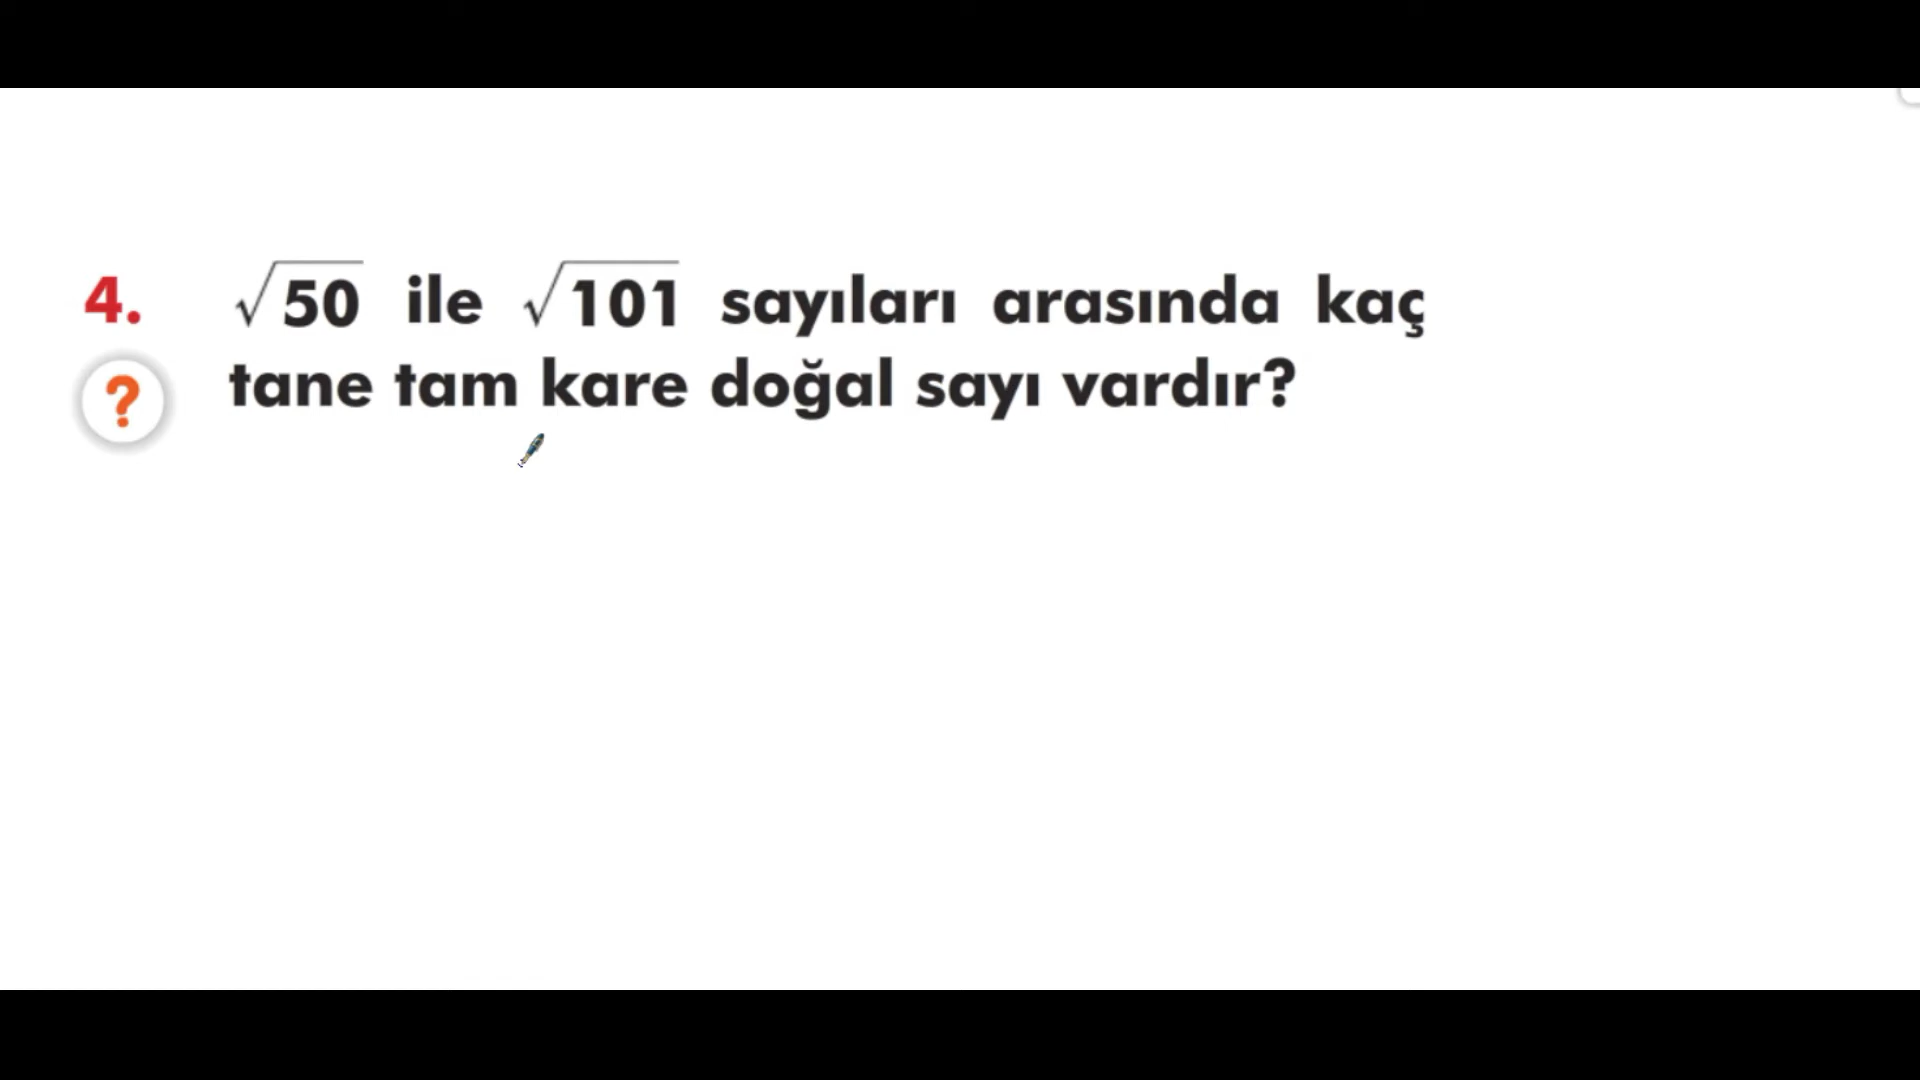 4. √50 ile √101 sayıları arasında kaç
? tane tam kare doğal sayı vardır?